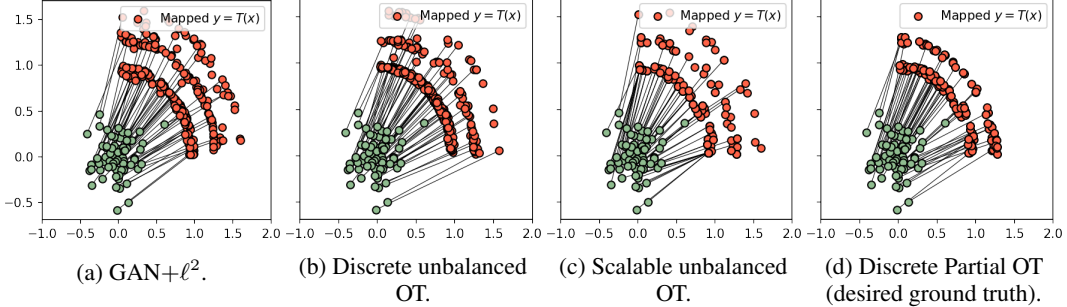 Mapped y = T(x)
1.5
1.0
0.5
0.0
−0.5
−1.0 −0.5 0.0 0.5 1.0 1.5 2.0
(a) GAN+ℓ².
Mapped y = T(x)
−1.0 −0.5 0.0 0.5 1.0 1.5 2.0
(b) Discrete unbalanced
OT.
Mapped y = T(x)
−1.0 −0.5 0.0 0.5 1.0 1.5 2.0
(c) Scalable unbalanced
OT.
Mapped y = T(x)
−1.0 −0.5 0.0 0.5 1.0 1.5 2.0
(d) Discrete Partial OT
(desired ground truth).